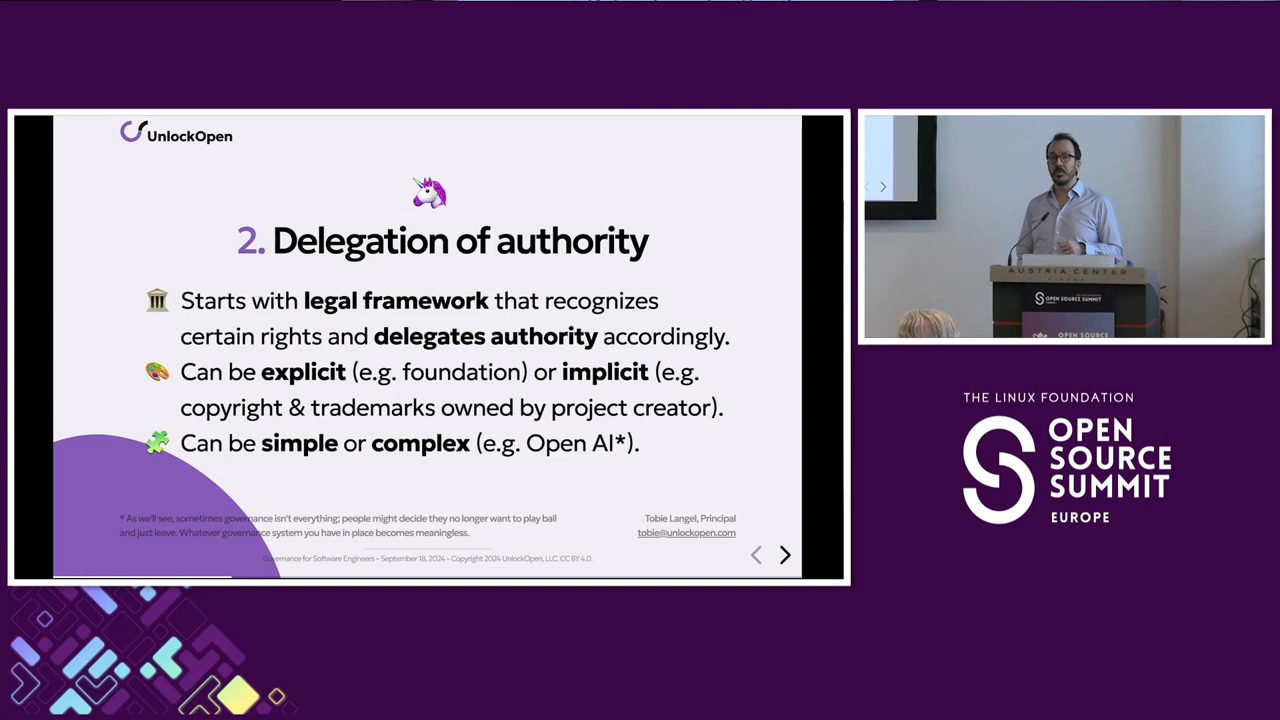 UnlockOpen
2. Delegation of authority
Starts with legal framework that recognizes
certain rights and delegates authority accordingly.
Can be explicit (e.g. foundation) or implicit (e.g.
copyright & trademarks owned by project creator).
Can be simple or complex (e.g. Open AI*).
* As we'll see, sometimes governance isn't everything; people might decide they no longer want to play ball
and just leave. Whatever governance system you have in place becomes meaningless.
Tobie Langel, Principal
tobie@unlockopen.com
Governance for Software Engineers – September 18, 2024 – Copyright 2024 UnlockOpen, LLC. CC BY 4.0.
AUSTRIA CENTER
OPEN SOURCE SUMMIT
OPEN SOURCE
THE LINUX FOUNDATION
OPEN
SOURCE
SUMMIT
EUROPE